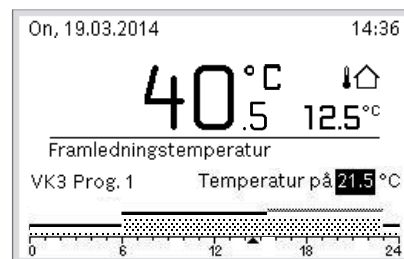 On, 19.03.2014 14:36
40.5 °C
12.5°C
Framledningstemperatur
VK3 Prog. 1 Temperatur på 21.5 °C
0 6 12 18 24